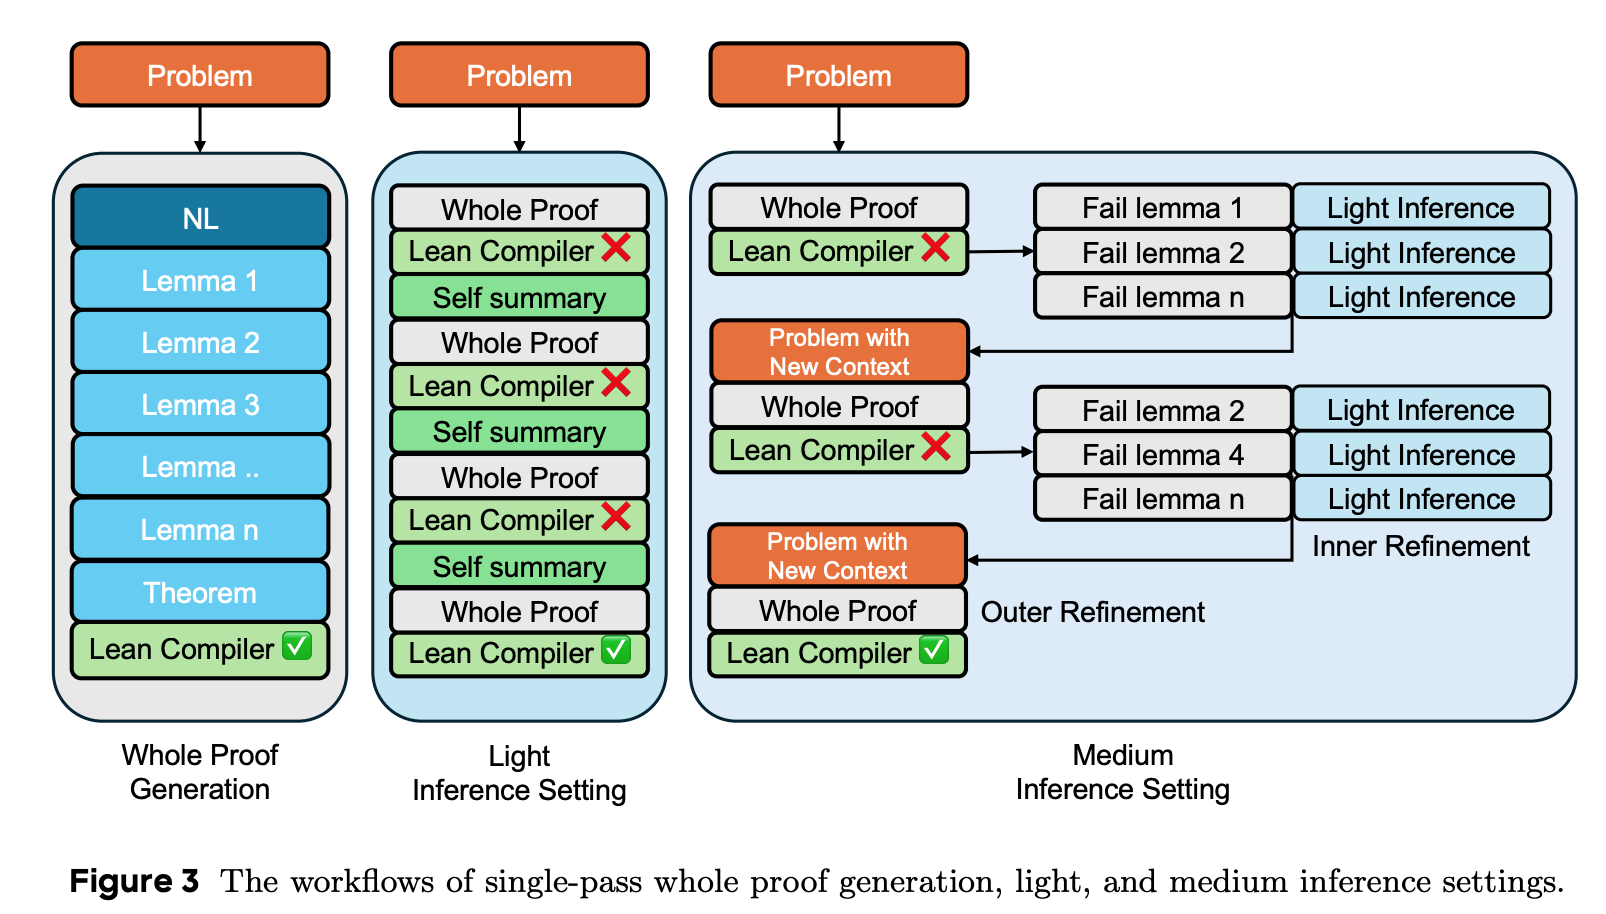 Problem
NL
Lemma 1
Lemma 2
Lemma 3
Lemma ..
Lemma n
Theorem
Lean Compiler ✅
Whole Proof
Generation
Problem
Whole Proof
Lean Compiler ❌
Self summary
Whole Proof
Lean Compiler ❌
Self summary
Whole Proof
Lean Compiler ❌
Self summary
Whole Proof
Lean Compiler ✅
Light
Inference Setting
Problem
Whole Proof
Lean Compiler ❌
Fail lemma 1 Light Inference
Fail lemma 2 Light Inference
Fail lemma n Light Inference
Problem with
New Context
Whole Proof
Lean Compiler ❌
Fail lemma 2 Light Inference
Fail lemma 4 Light Inference
Fail lemma n Light Inference
Inner Refinement
Problem with
New Context
Whole Proof
Outer Refinement
Lean Compiler ✅
Medium
Inference Setting
Figure 3 The workflows of single-pass whole proof generation, light, and medium inference settings.